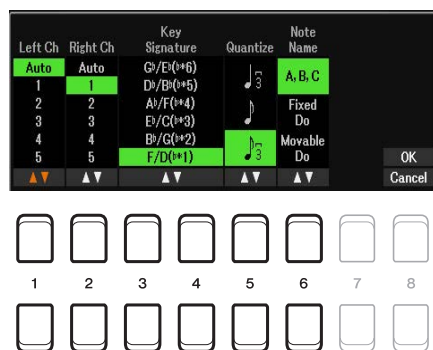 Key
Note
Left Ch Right Ch Signature Quantize Name
Auto Auto G♭/E♭(♭*6)
1 1 D♭/B♭(♭*5) 3 A, B, C
2 2 A♭/F(♭*4) Fixed
3 3 E♭/C(♭*3) Do
4 4 B♭/G(♭*2) Movable
5 5 F/D(♭*1) 3 Do OK
▲▼ ▲▼ ▲▼ ▲▼ ▲▼ Cancel
1 2 3 4 5 6 7 8